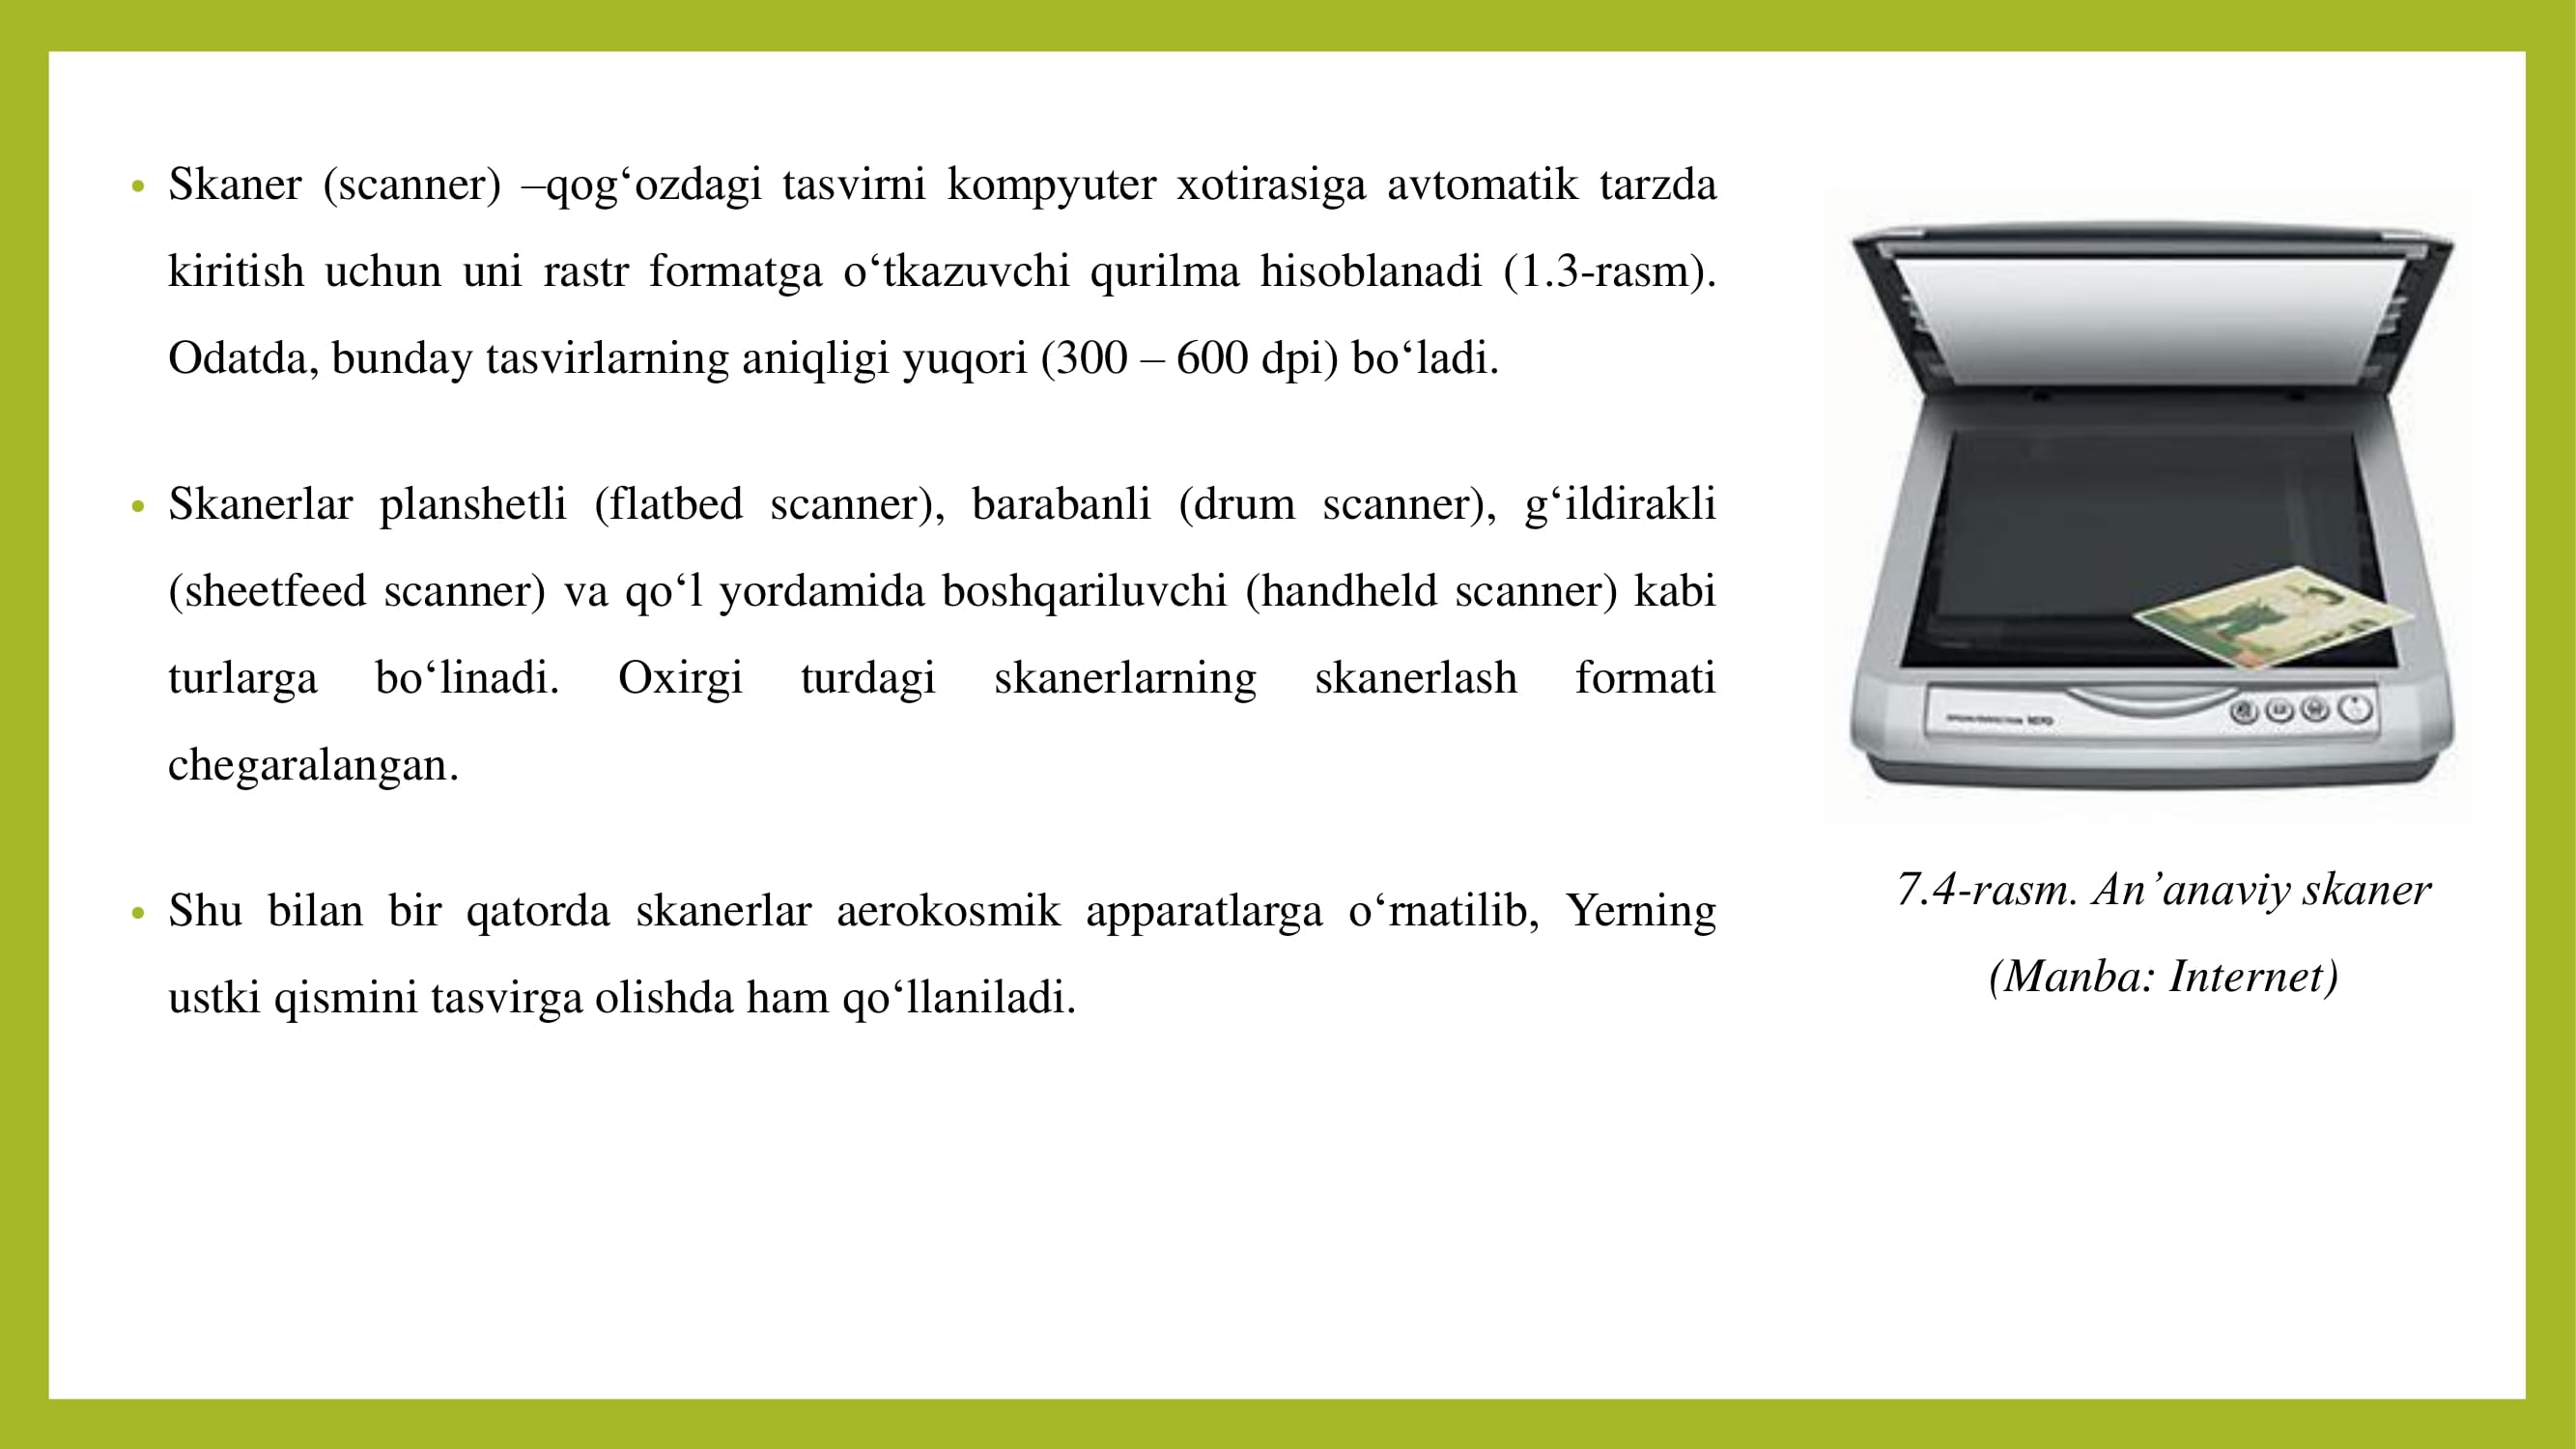 • Skaner (scanner) –qog‘ozdagi tasvirni kompyuter xotirasiga avtomatik tarzda
kiritish uchun uni rastr formatga o‘tkazuvchi qurilma hisoblanadi (1.3-rasm).
Odatda, bunday tasvirlarning aniqligi yuqori (300 – 600 dpi) bo‘ladi.
• Skanerlar planshetli (flatbed scanner), barabanli (drum scanner), g‘ildirakli
(sheetfeed scanner) va qo‘l yordamida boshqariluvchi (handheld scanner) kabi
turlarga bo‘linadi. Oxirgi turdagi skanerlarning skanerlash formati
chegaralangan.
• Shu bilan bir qatorda skanerlar aerokosmik apparatlarga o‘rnatilib, Yerning
ustki qismini tasvirga olishda ham qo‘llaniladi.
7.4-rasm. An’anaviy skaner
(Manba: Internet)